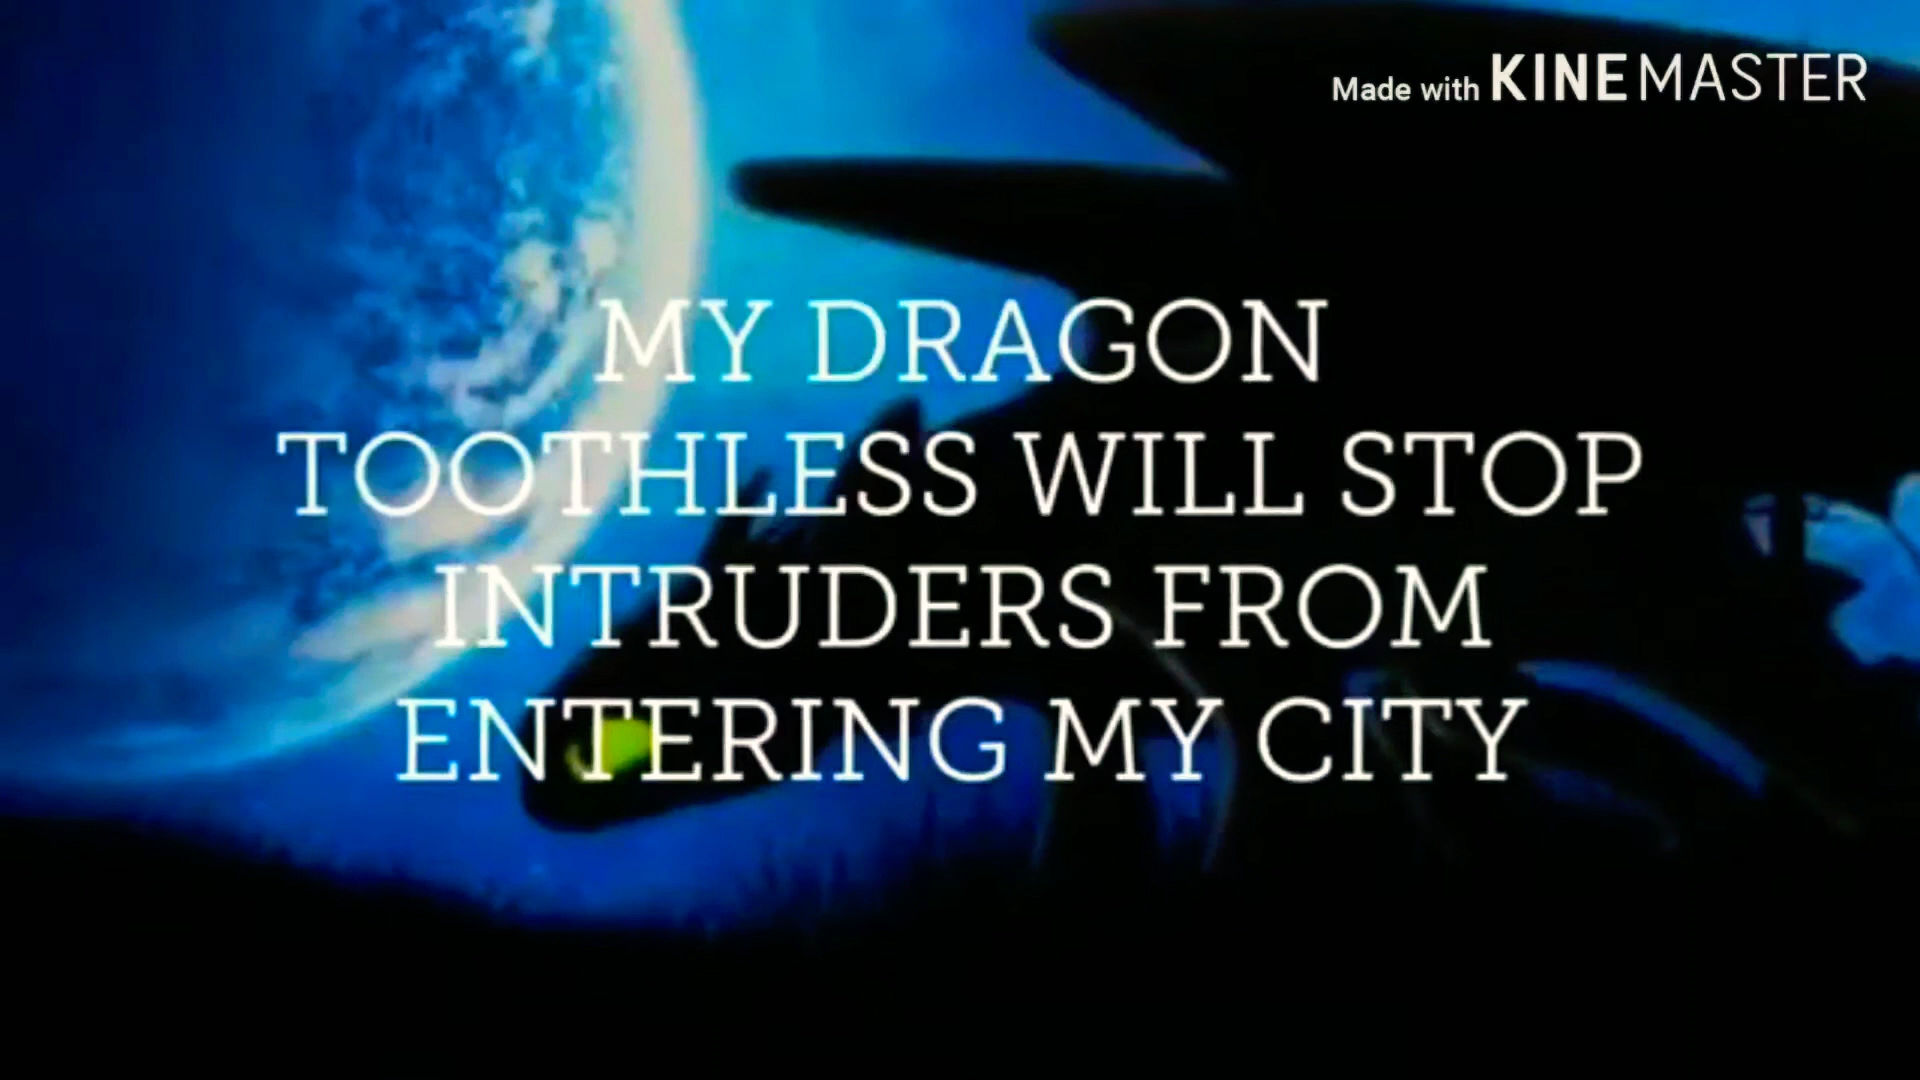 Made with KINEMASTER
MY DRAGON
TOOTHLESS WILL STOP
INTRUDERS FROM
ENTERING MY CITY